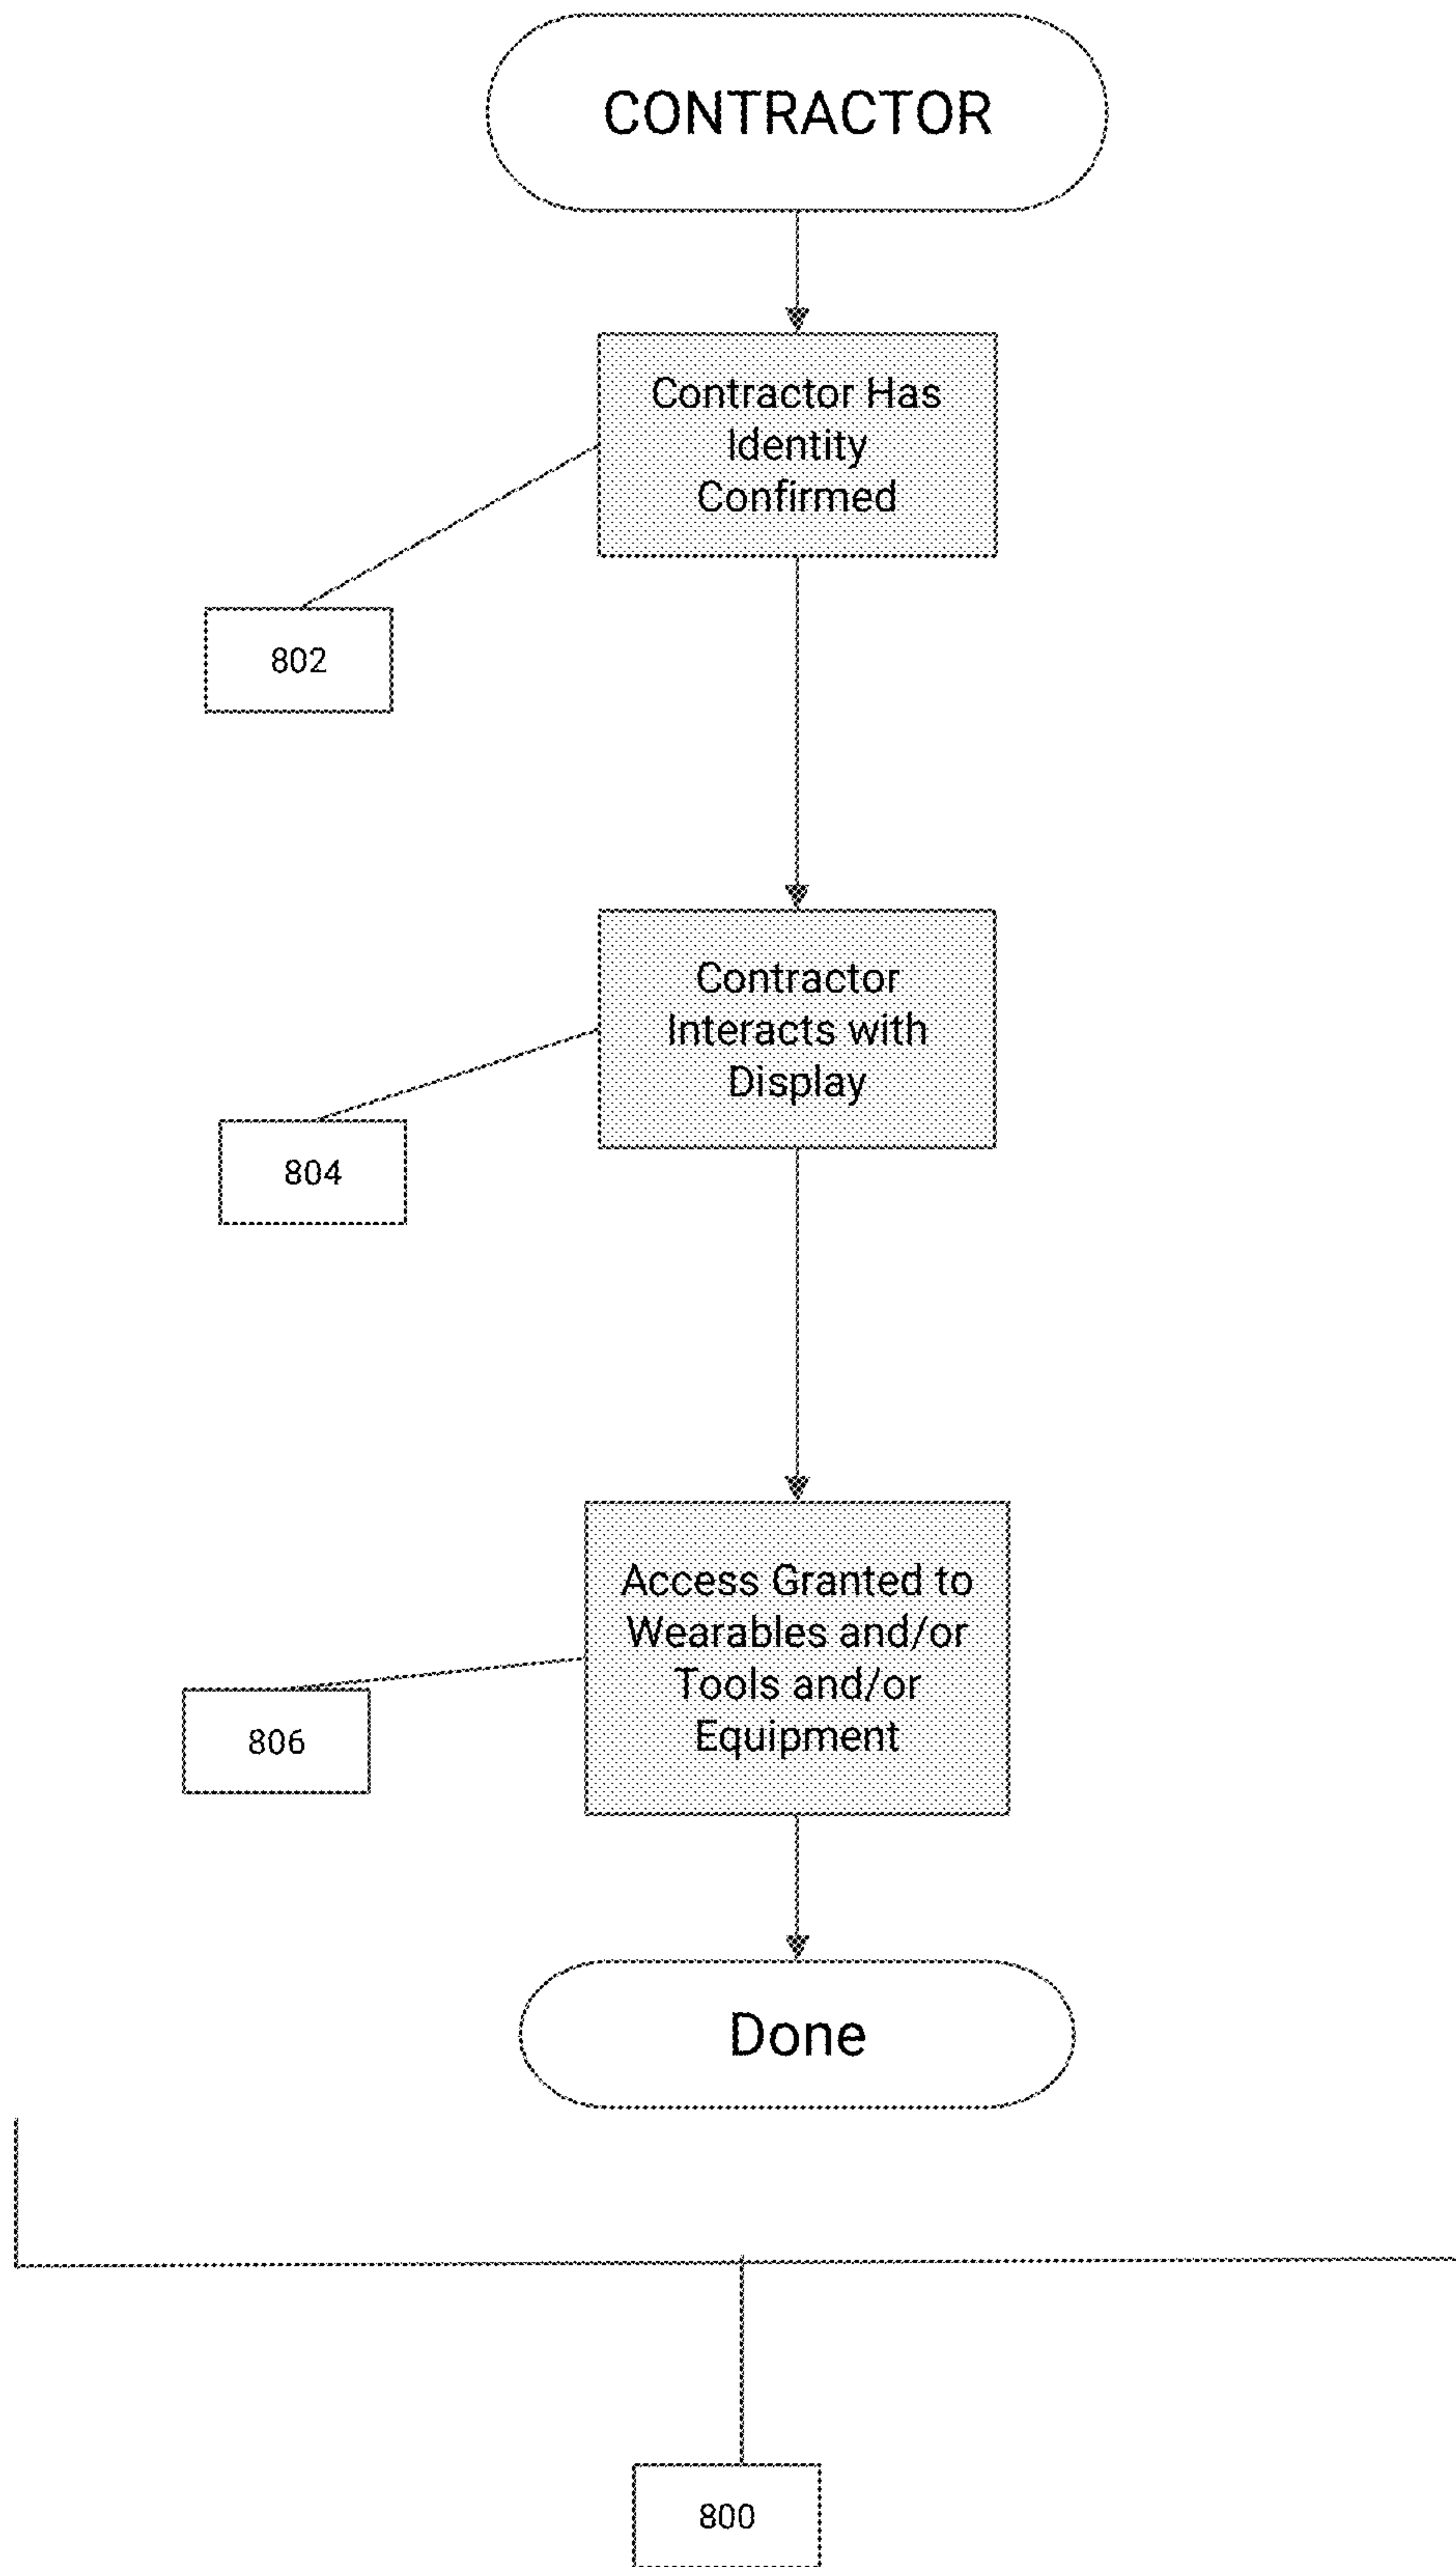 CONTRACTOR
Contractor Has
Identity
Confirmed
802
Contractor
Interacts with
Display
804
Access Granted to
Wearables and/or
Tools and/or
Equipment
806
Done
800